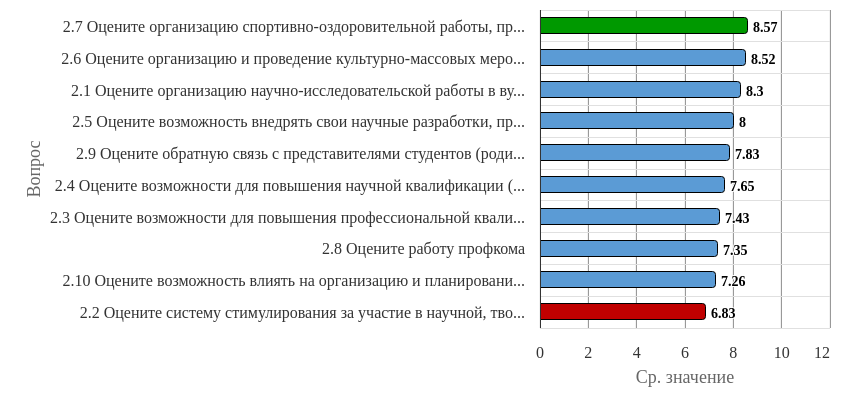 2.7 Оцените организацию спортивно-оздоровительной работы, пр... 8.57
2.6 Оцените организацию и проведение культурно-массовых меро... 8.52
2.1 Оцените организацию научно-исследовательской работы в ву... 8.3
2.5 Оцените возможность внедрять свои научные разработки, пр... 8
2.9 Оцените обратную связь с представителями студентов (роди... 7.83
2.4 Оцените возможности для повышения научной квалификации (... 7.65
2.3 Оцените возможности для повышения профессиональной квали... 7.43
2.8 Оцените работу профкома 7.35
2.10 Оцените возможность влиять на организацию и планировани... 7.26
2.2 Оцените систему стимулирования за участие в научной, тво... 6.83
Вопрос
0 2 4 6 8 10 12
Ср. значение